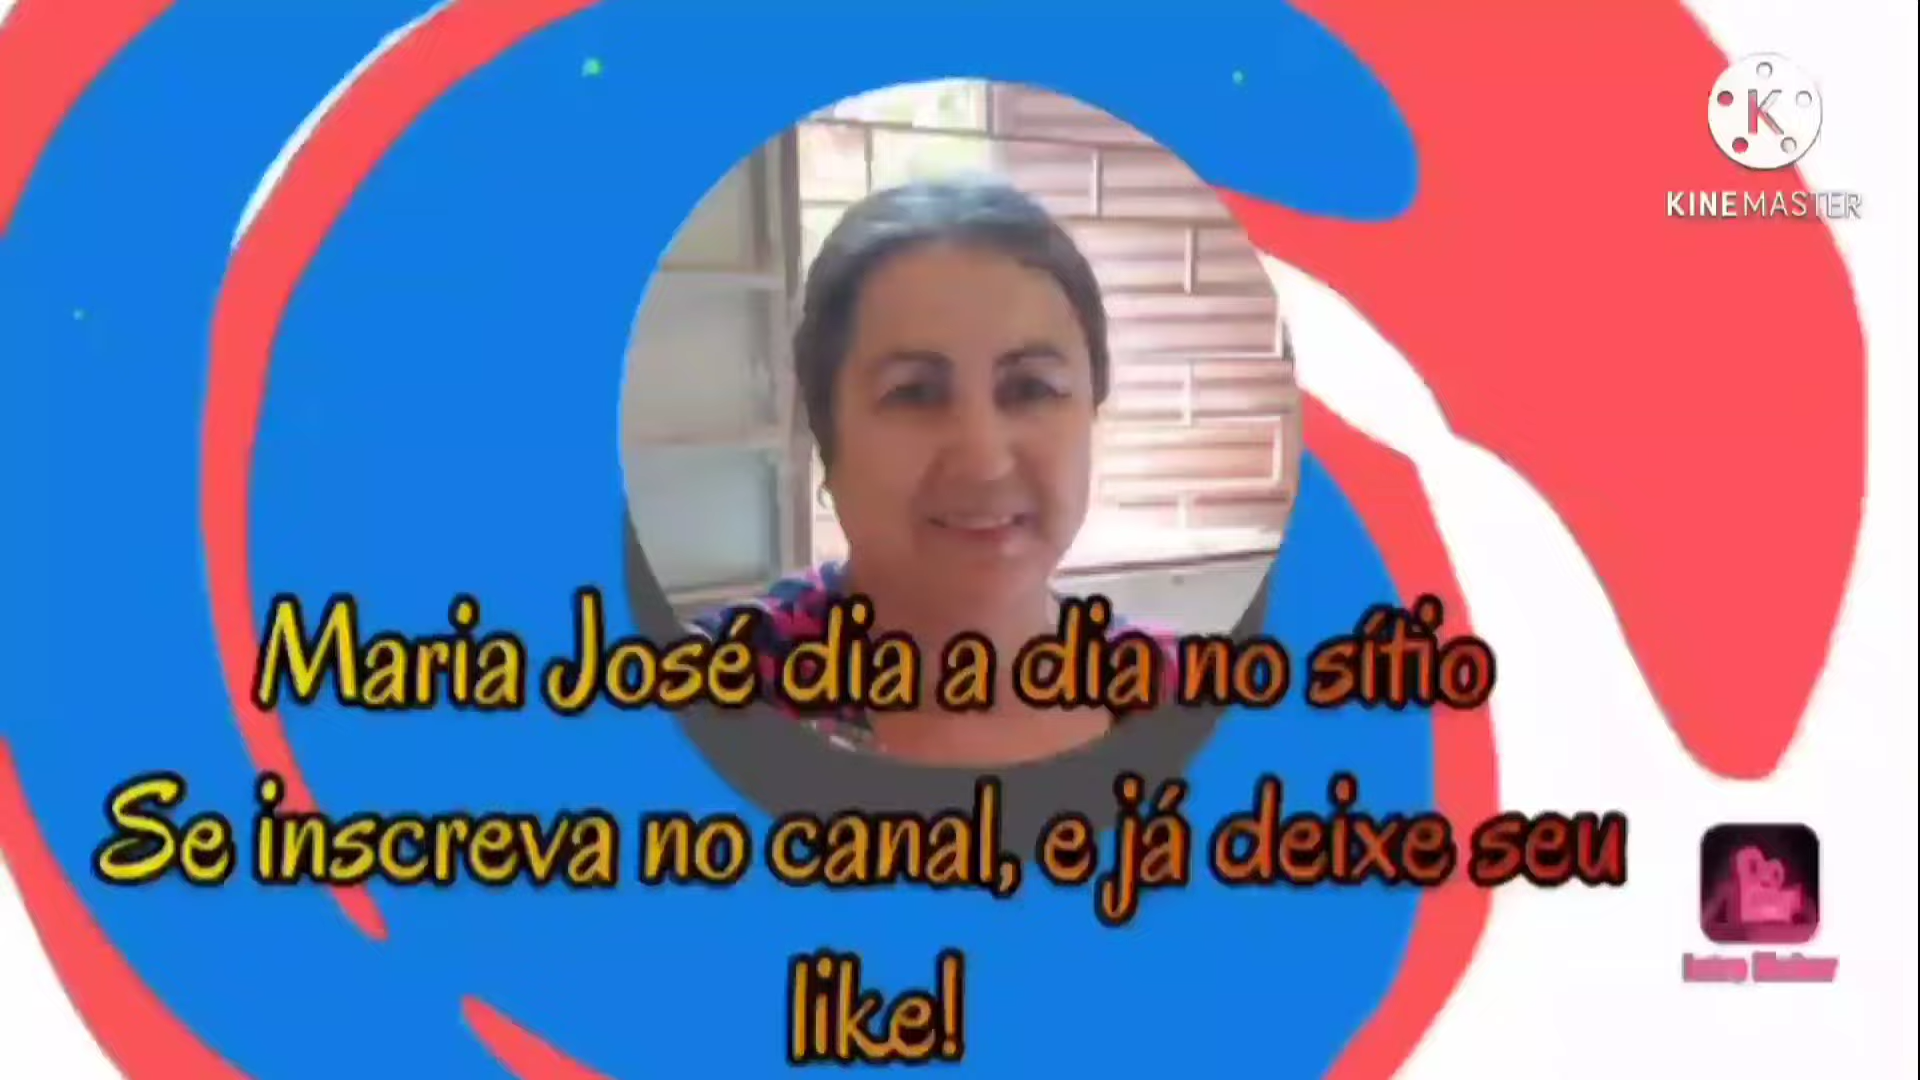 K
KINEMASTER
Maria José dia a dia no sítio
Se inscreva no canal, e já deixe seu
like!